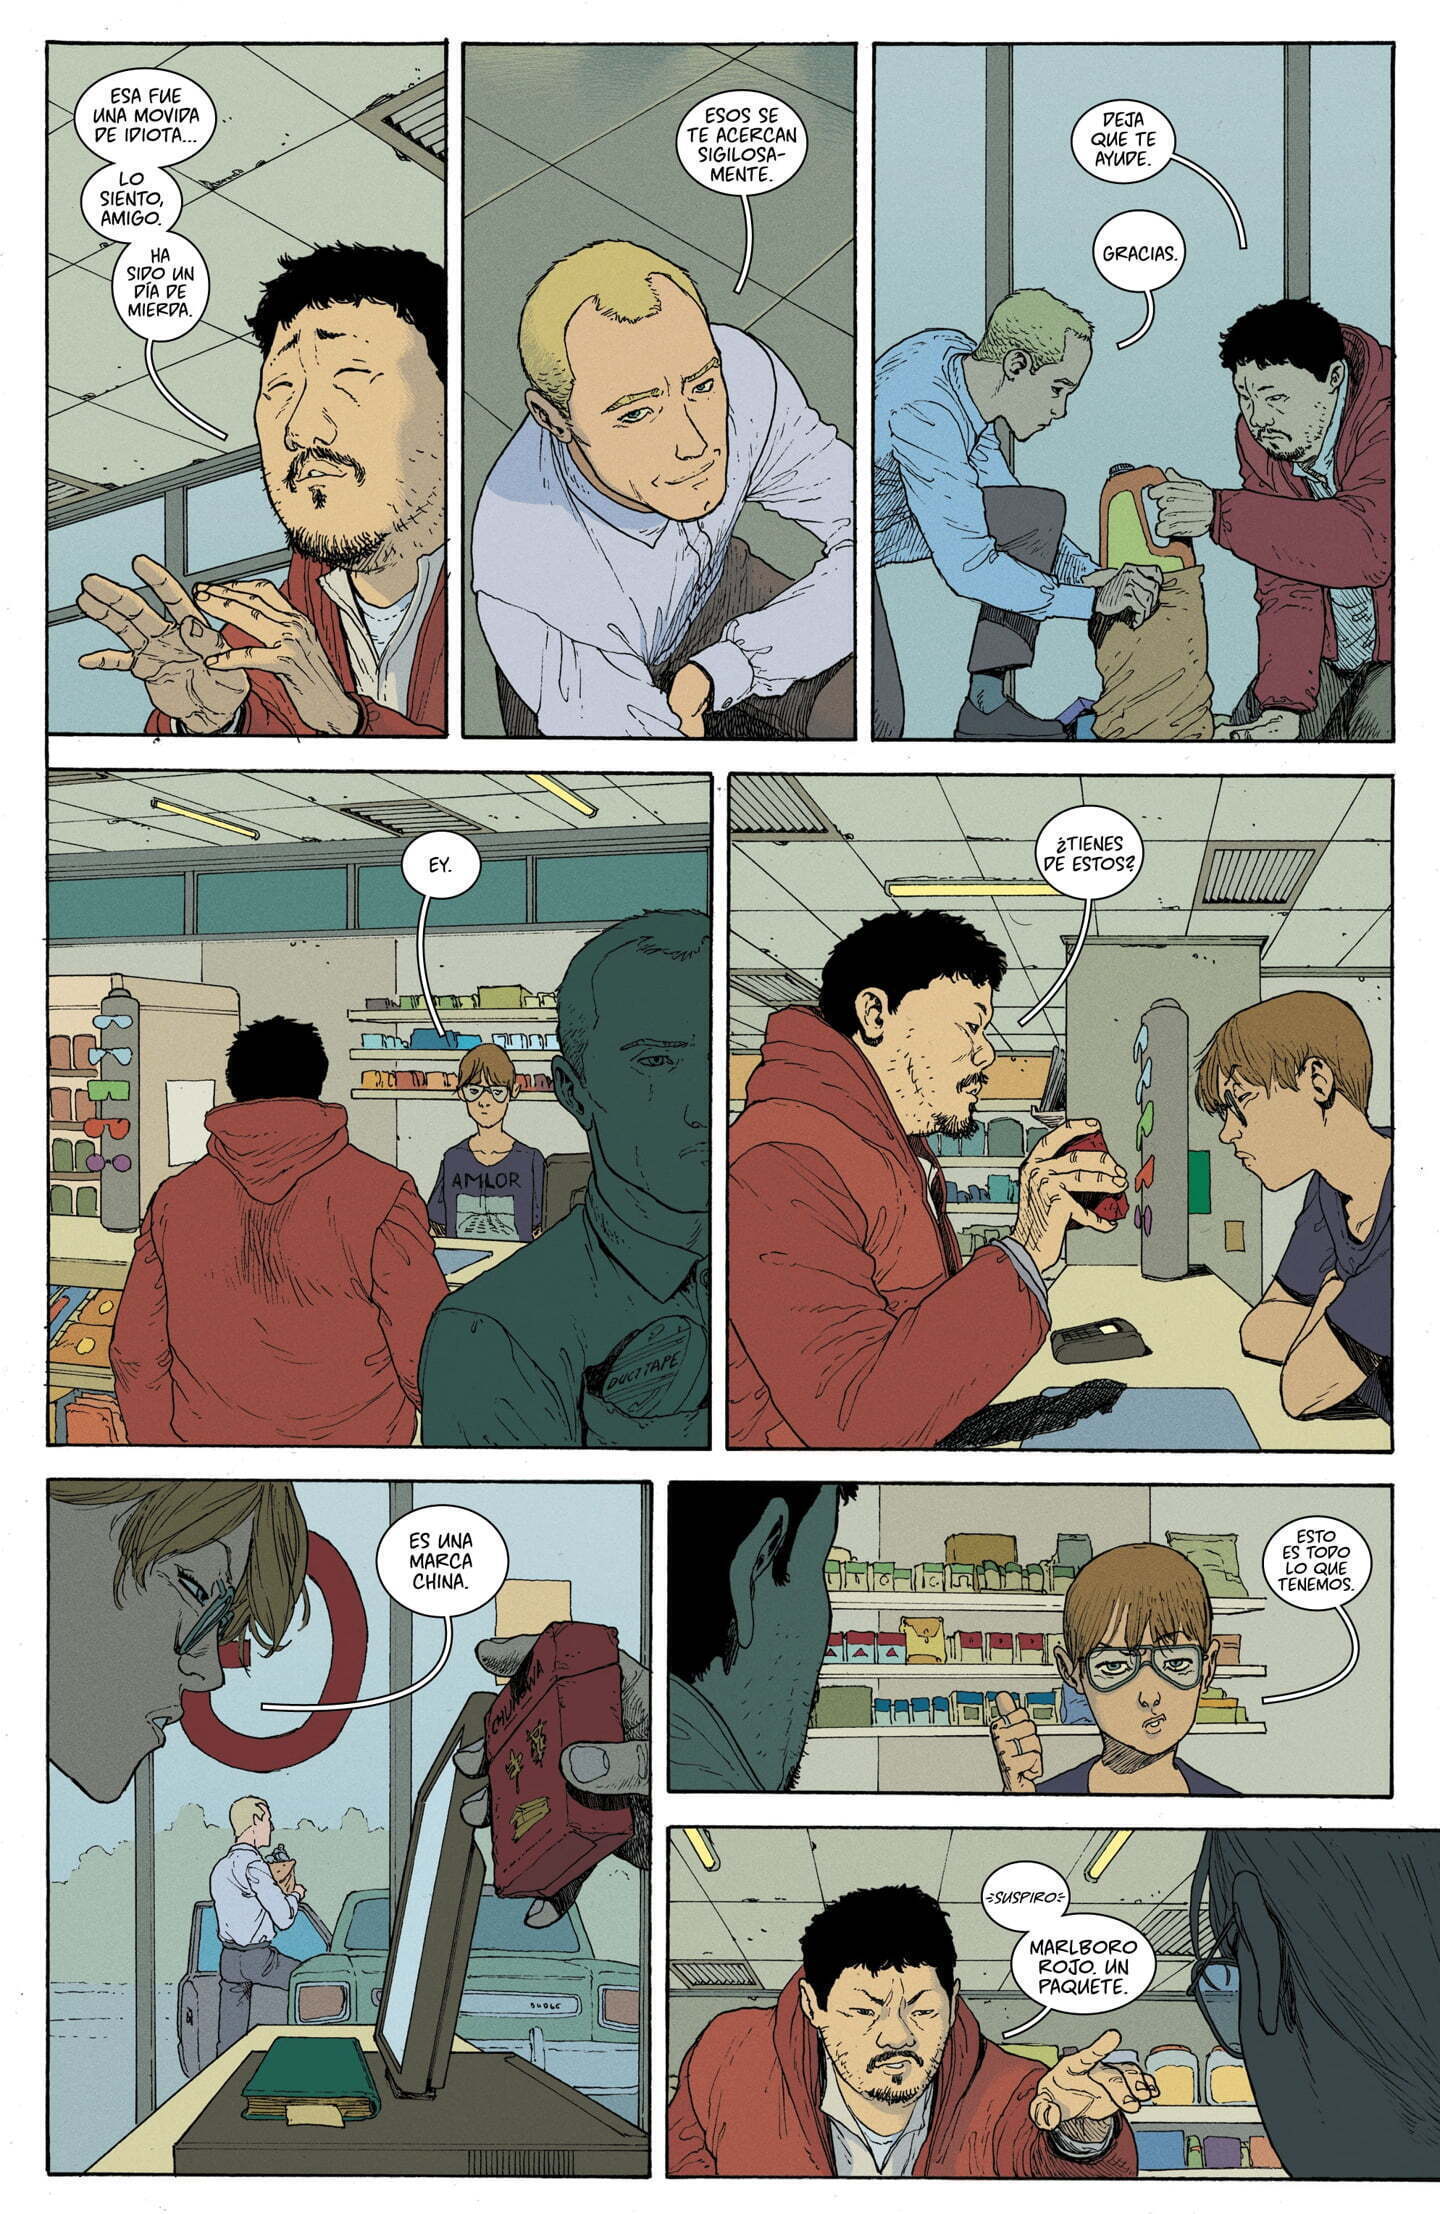 ESA FUE
UNA MOVIDA
DE IDIOTA...
LO
SIENTO,
AMIGO.
HA
SIDO UN
DÍA DE
MIERDA.
ESOS SE
TE ACERCAN
SIGILOSA-
MENTE.
DEJA
QUE TE
AYUDE.
GRACIAS.
EY.
AMLOR
DUCT TAPE
¿TIENES
DE ESTOS?
ES UNA
MARCA
CHINA.
CHUNGHWA
DODGE
ESTO
ES TODO
LO QUE
TENEMOS.
SUSPIRO
MARLBORO
ROJO. UN
PAQUETE.